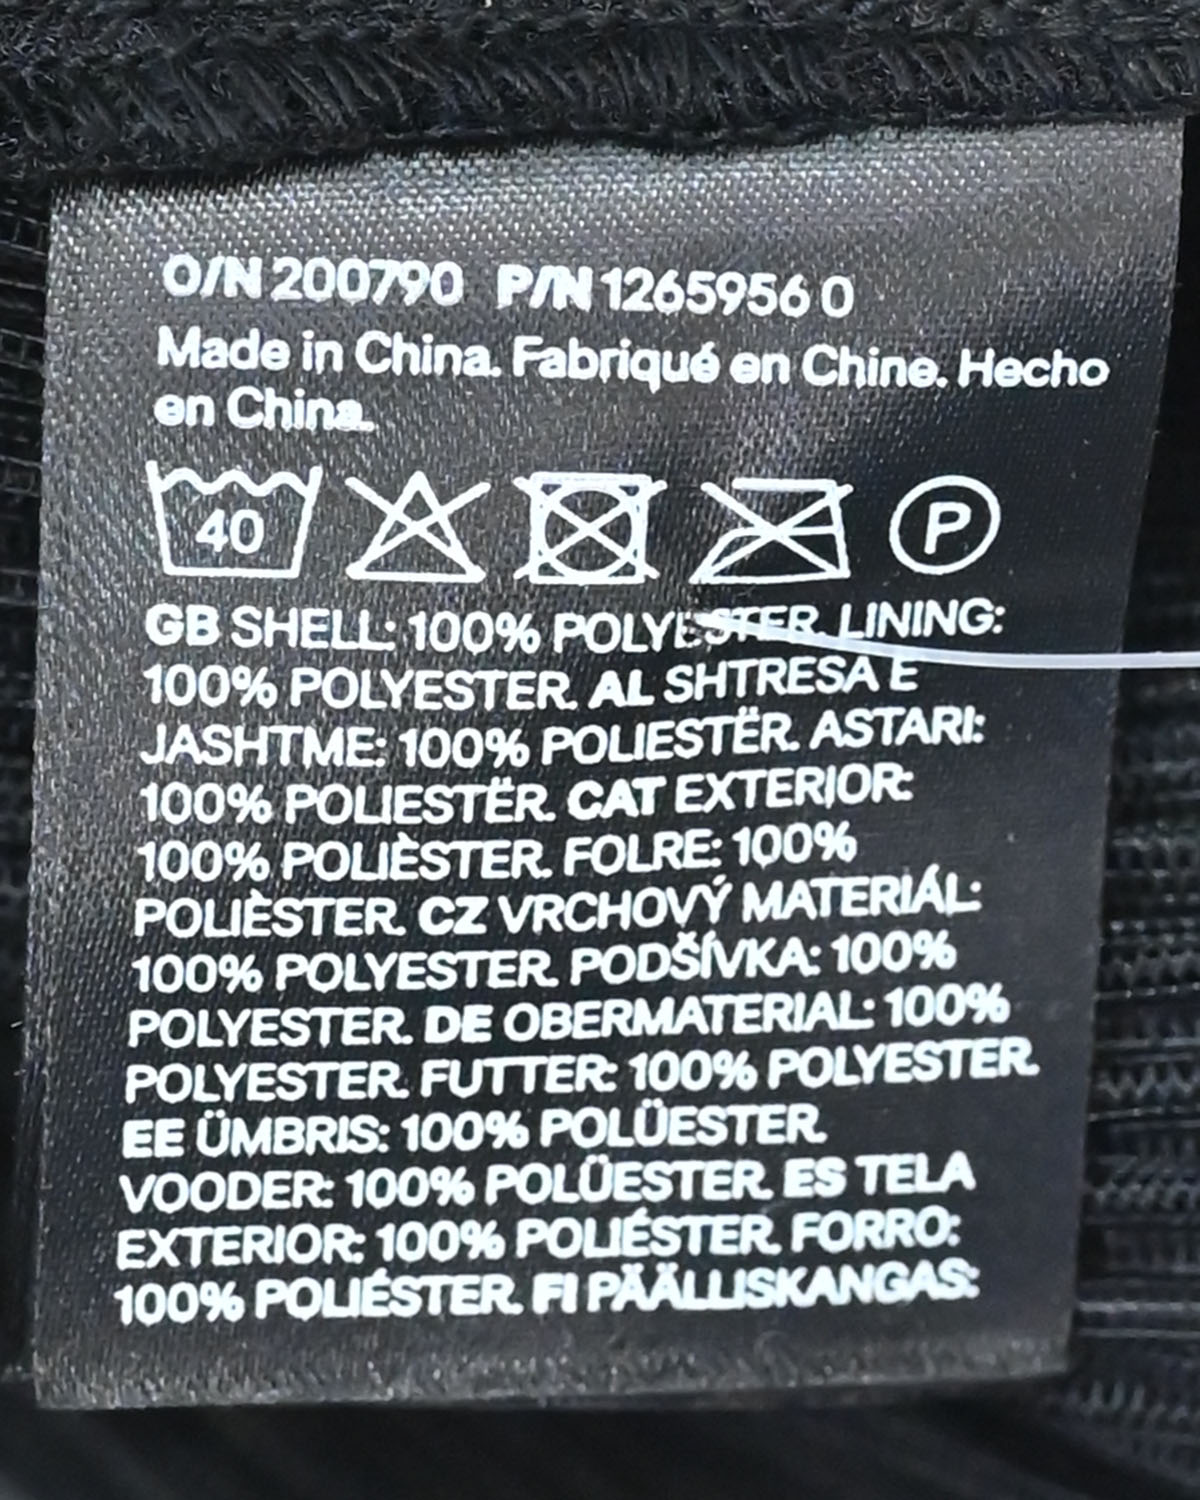 O/N 200790 P/N 1265956 0
Made in China. Fabriqué en Chine. Hecho
en China.
40
P
GB SHELL: 100% POLYESTER. LINING:
100% POLYESTER. AL SHTRESA E
JASHTME: 100% POLIESTËR. ASTARI:
100% POLIESTËR. CAT EXTERIOR:
100% POLIÈSTER. FOLRE: 100%
POLIÈSTER. CZ VRCHOVÝ MATERIÁL:
100% POLYESTER. PODŠÍVKA: 100%
POLYESTER. DE OBERMATERIAL: 100%
POLYESTER. FUTTER: 100% POLYESTER.
EE ÜMBRIS: 100% POLÜESTER.
VOODER: 100% POLÜESTER. ES TELA
EXTERIOR: 100% POLIÉSTER. FORRO:
100% POLIÉSTER. FI PÄÄLLISKANGAS: